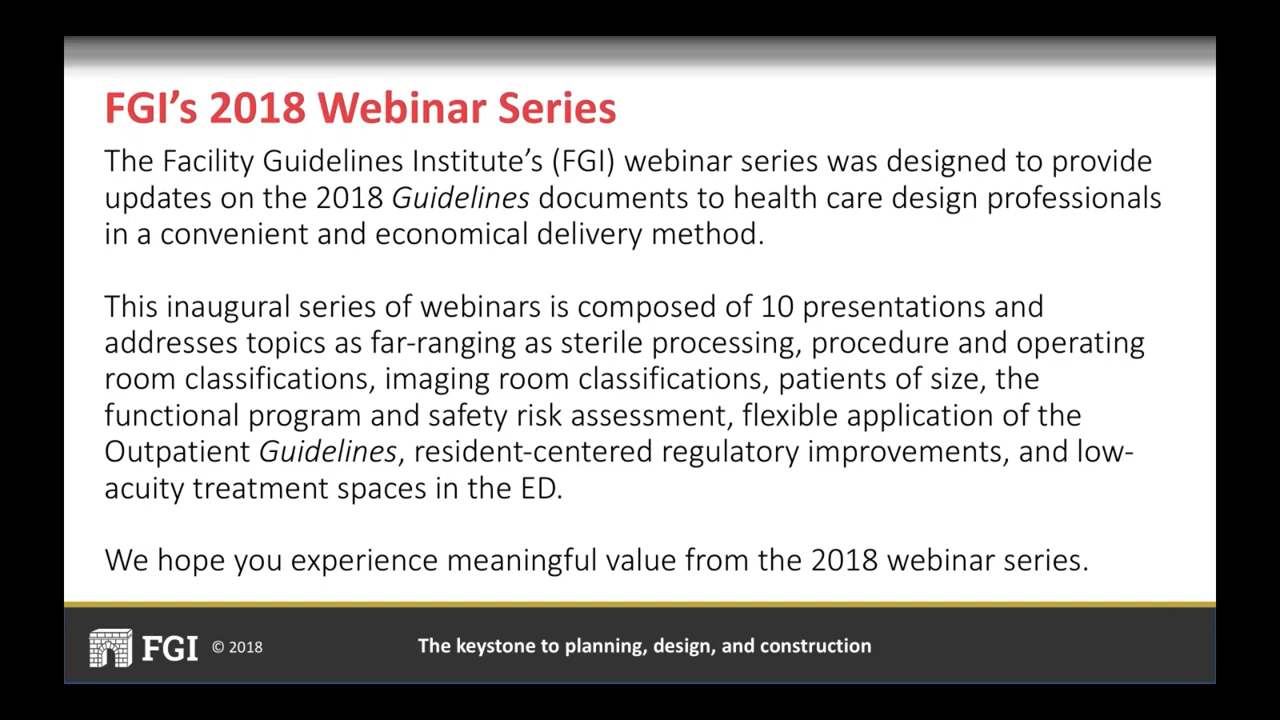 FGI’s 2018 Webinar Series
The Facility Guidelines Institute’s (FGI) webinar series was designed to provide
updates on the 2018 Guidelines documents to health care design professionals
in a convenient and economical delivery method.
This inaugural series of webinars is composed of 10 presentations and
addresses topics as far-ranging as sterile processing, procedure and operating
room classifications, imaging room classifications, patients of size, the
functional program and safety risk assessment, flexible application of the
Outpatient Guidelines, resident-centered regulatory improvements, and low-
acuity treatment spaces in the ED.
We hope you experience meaningful value from the 2018 webinar series.
FGI © 2018 The keystone to planning, design, and construction